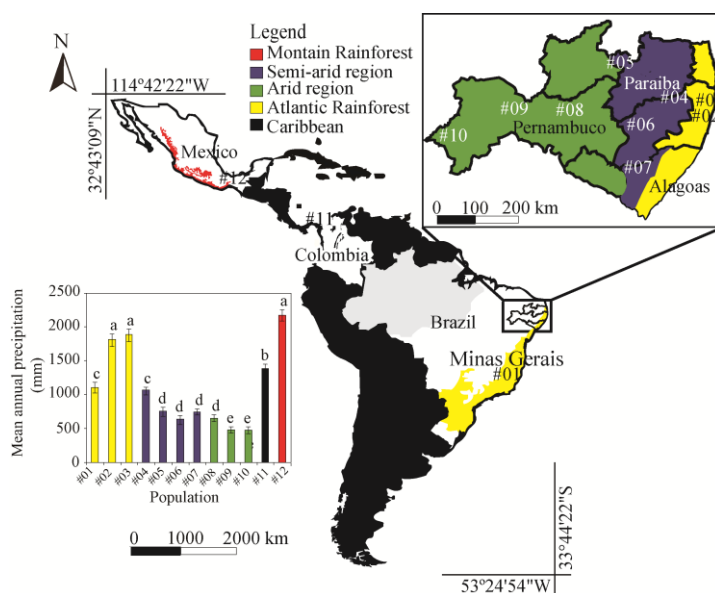 N
114°42'22"W
32°43'09"N
Legend
Montain Rainforest
Semi-arid region
Arid region
Atlantic Rainforest
Caribbean
Mexico
#12
#11
Colombia
Brazil
Minas Gerais
#01
#05
Paraiba
#04
#09
#08
#06
#10
Pernambuco
#07
Alagoas
0 100 200 km
Mean annual precipitation
(mm)
2500
2000
1500
1000
500
0
c
a
a
c
d
d
d
d
e
e
b
a
#01
#02
#03
#04
#05
#06
#07
#08
#09
#10
#11
#12
Population
0 1000 2000 km
33°44'22"S
53°24'54"W